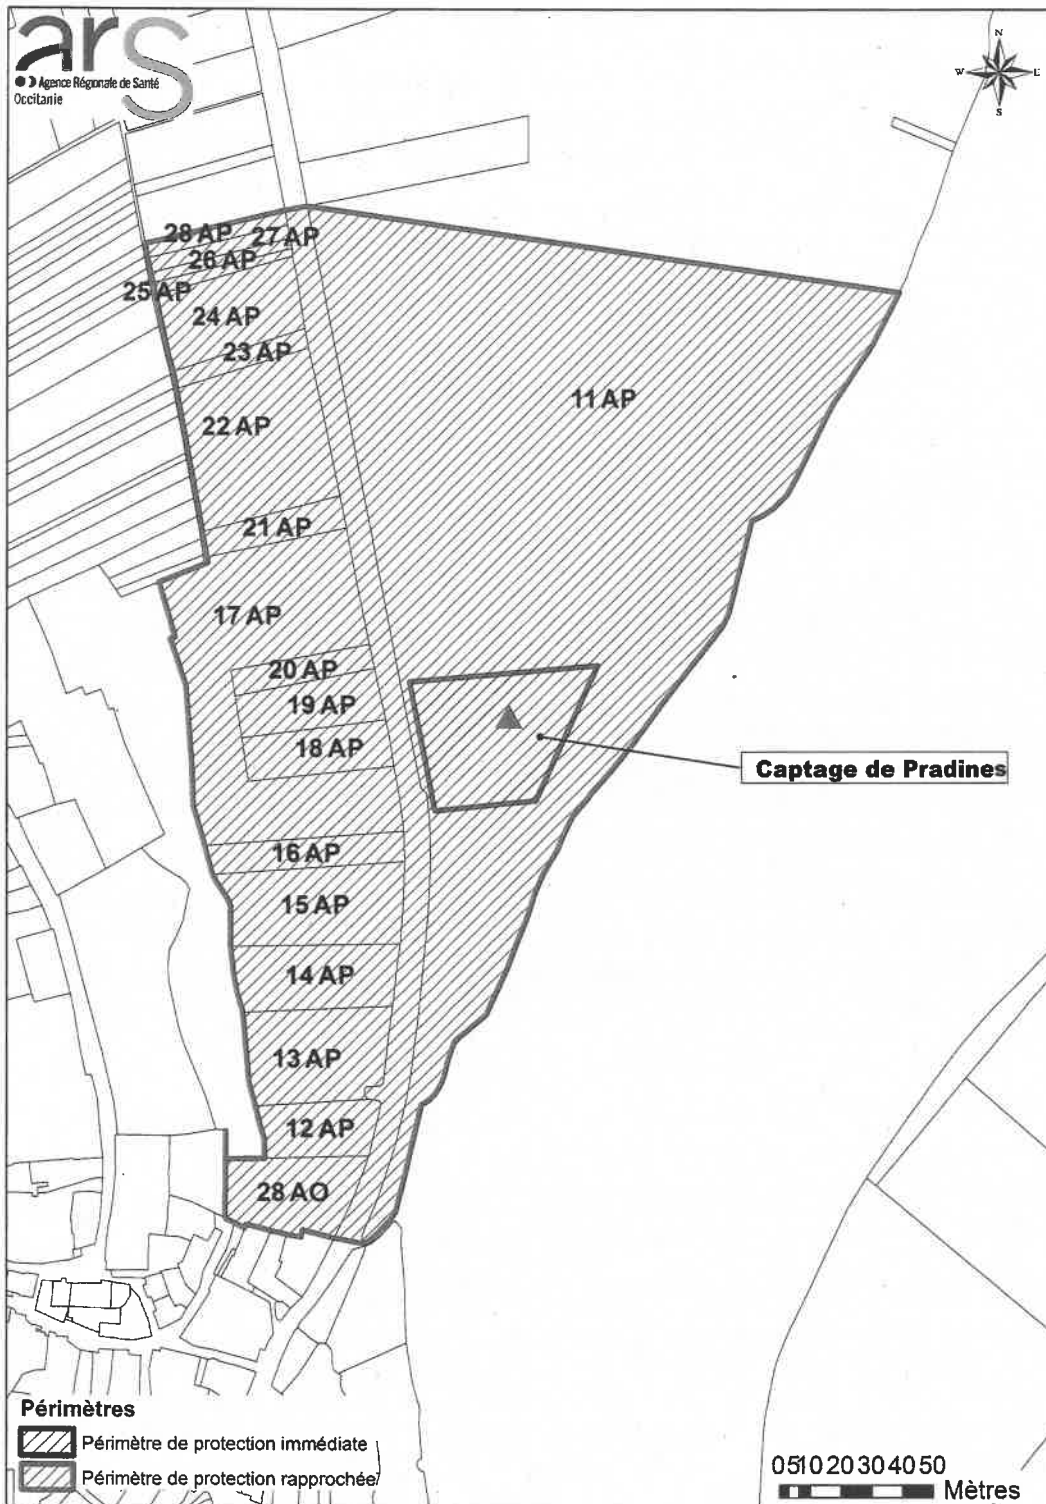 ars
Agence Régionale de Santé
Occitanie
N
W E
S
28 AP
27 AP
26 AP
25 AP
24 AP
23 AP
22 AP
11 AP
21 AP
17 AP
20 AP
19 AP
18 AP
Captage de Pradines
16 AP
15 AP
14 AP
13 AP
12 AP
28 AO
Périmètres
Périmètre de protection immédiate
Périmètre de protection rapprochée
0 5 10 20 30 40 50
Mètres